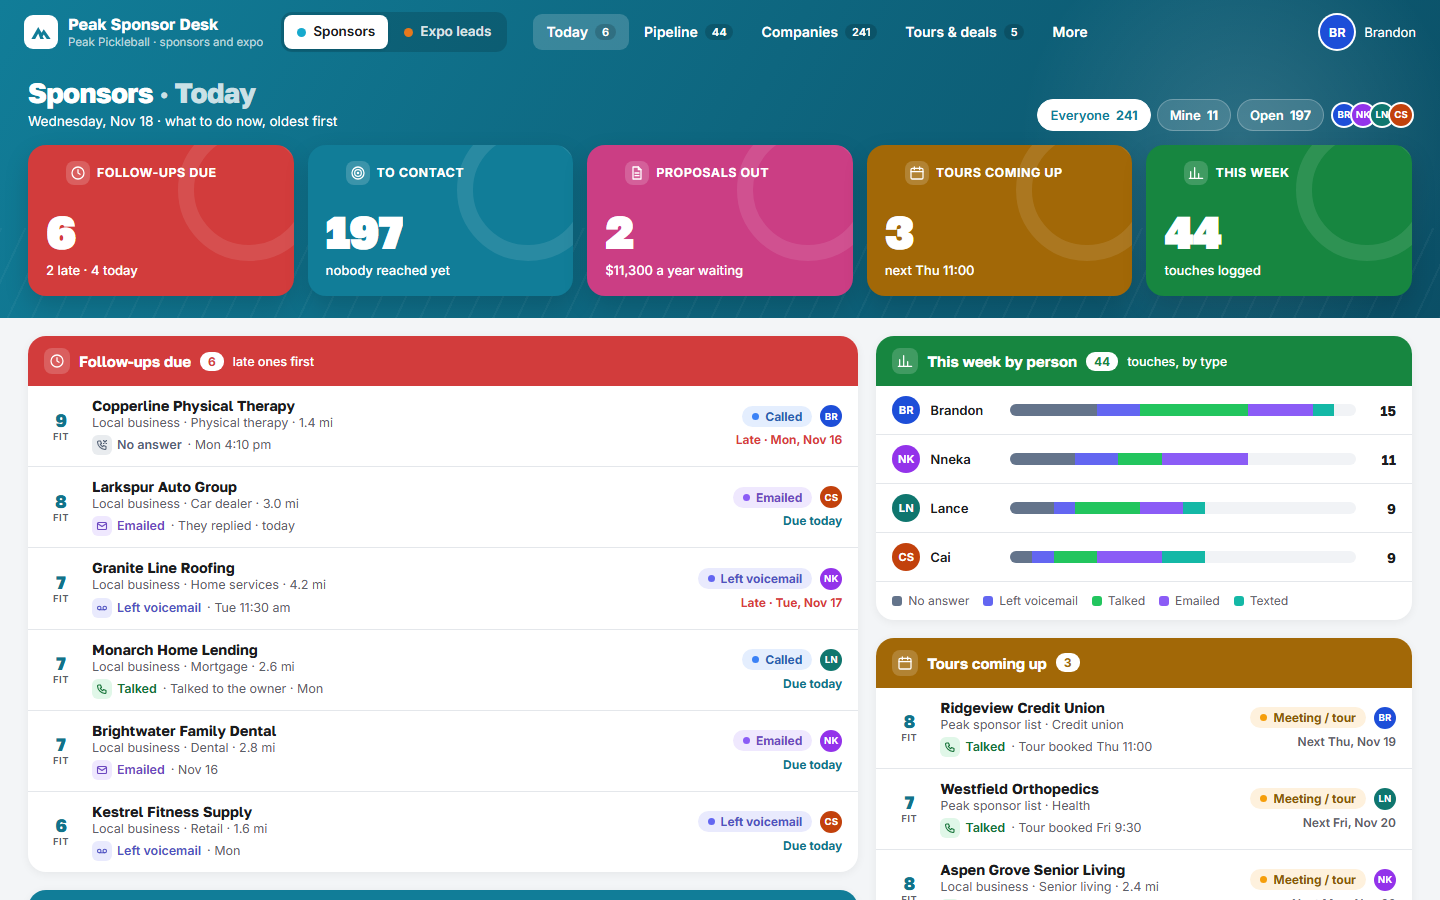 Peak Sponsor Desk
Peak Pickleball · sponsors and expo
Sponsors
Expo leads
Today 6
Pipeline 44
Companies 241
Tours & deals 5
More
BR Brandon
Sponsors · Today
Wednesday, Nov 18 · what to do now, oldest first
Everyone 241
Mine 11
Open 197
BR NK LN CS
FOLLOW-UPS DUE
6
2 late · 4 today
TO CONTACT
197
nobody reached yet
PROPOSALS OUT
2
$11,300 a year waiting
TOURS COMING UP
3
next Thu 11:00
THIS WEEK
44
touches logged
Follow-ups due 6 late ones first
9 FIT
Copperline Physical Therapy
Local business · Physical therapy · 1.4 mi
No answer · Mon 4:10 pm
Called BR
Late · Mon, Nov 16
8 FIT
Larkspur Auto Group
Local business · Car dealer · 3.0 mi
Emailed · They replied · today
Emailed CS
Due today
7 FIT
Granite Line Roofing
Local business · Home services · 4.2 mi
Left voicemail · Tue 11:30 am
Left voicemail NK
Late · Tue, Nov 17
7 FIT
Monarch Home Lending
Local business · Mortgage · 2.6 mi
Talked · Talked to the owner · Mon
Called LN
Due today
7 FIT
Brightwater Family Dental
Local business · Dental · 2.8 mi
Emailed · Nov 16
Emailed NK
Due today
6 FIT
Kestrel Fitness Supply
Local business · Retail · 1.6 mi
Left voicemail · Mon
Left voicemail CS
Due today
This week by person 44 touches, by type
BR Brandon 15
NK Nneka 11
LN Lance 9
CS Cai 9
No answer Left voicemail Talked Emailed Texted
Tours coming up 3
8 FIT
Ridgeview Credit Union
Peak sponsor list · Credit union
Talked · Tour booked Thu 11:00
Meeting / tour BR
Next Thu, Nov 19
7 FIT
Westfield Orthopedics
Peak sponsor list · Health
Talked · Tour booked Fri 9:30
Meeting / tour LN
Next Fri, Nov 20
8 FIT
Aspen Grove Senior Living
Local business · Senior living · 2.4 mi
Meeting / tour NK